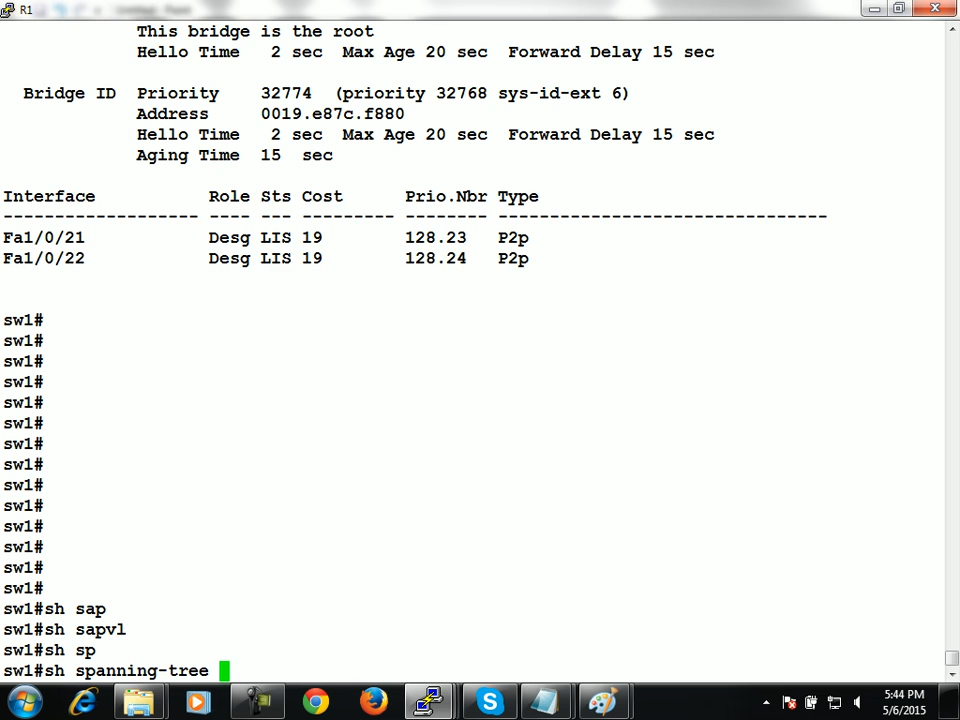 R1
This bridge is the root
Hello Time 2 sec Max Age 20 sec Forward Delay 15 sec
Bridge ID Priority 32774 (priority 32768 sys-id-ext 6)
Address 0019.e87c.f880
Hello Time 2 sec Max Age 20 sec Forward Delay 15 sec
Aging Time 15 sec
Interface Role Sts Cost Prio.Nbr Type
------------------- ---- --- --------- -------- --------------------------------
Fa1/0/21 Desg LIS 19 128.23 P2p
Fa1/0/22 Desg LIS 19 128.24 P2p
sw1#
sw1#
sw1#
sw1#
sw1#
sw1#
sw1#
sw1#
sw1#
sw1#
sw1#
sw1#
sw1#
sw1#
sw1#sh sap
sw1#sh sapvl
sw1#sh sp
sw1#sh spanning-tree
5:44 PM
5/6/2015